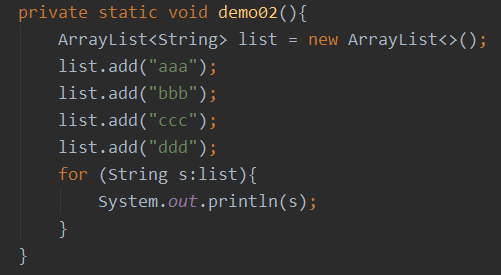 private static void demo02(){
    ArrayList<String> list = new ArrayList<>();
    list.add("aaa");
    list.add("bbb");
    list.add("ccc");
    list.add("ddd");
    for (String s:list){
        System.out.println(s);
    }
}